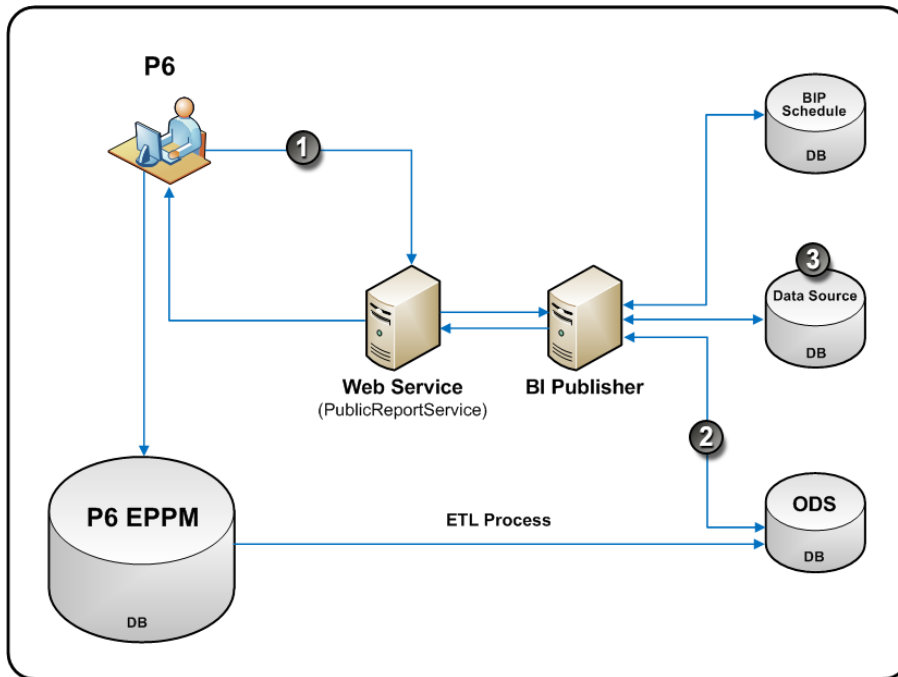 P6
1
BIP
Schedule
DB
3
Data Source
DB
Web Service
(PublicReportService)
BI Publisher
2
P6 EPPM
DB
ETL Process
ODS
DB